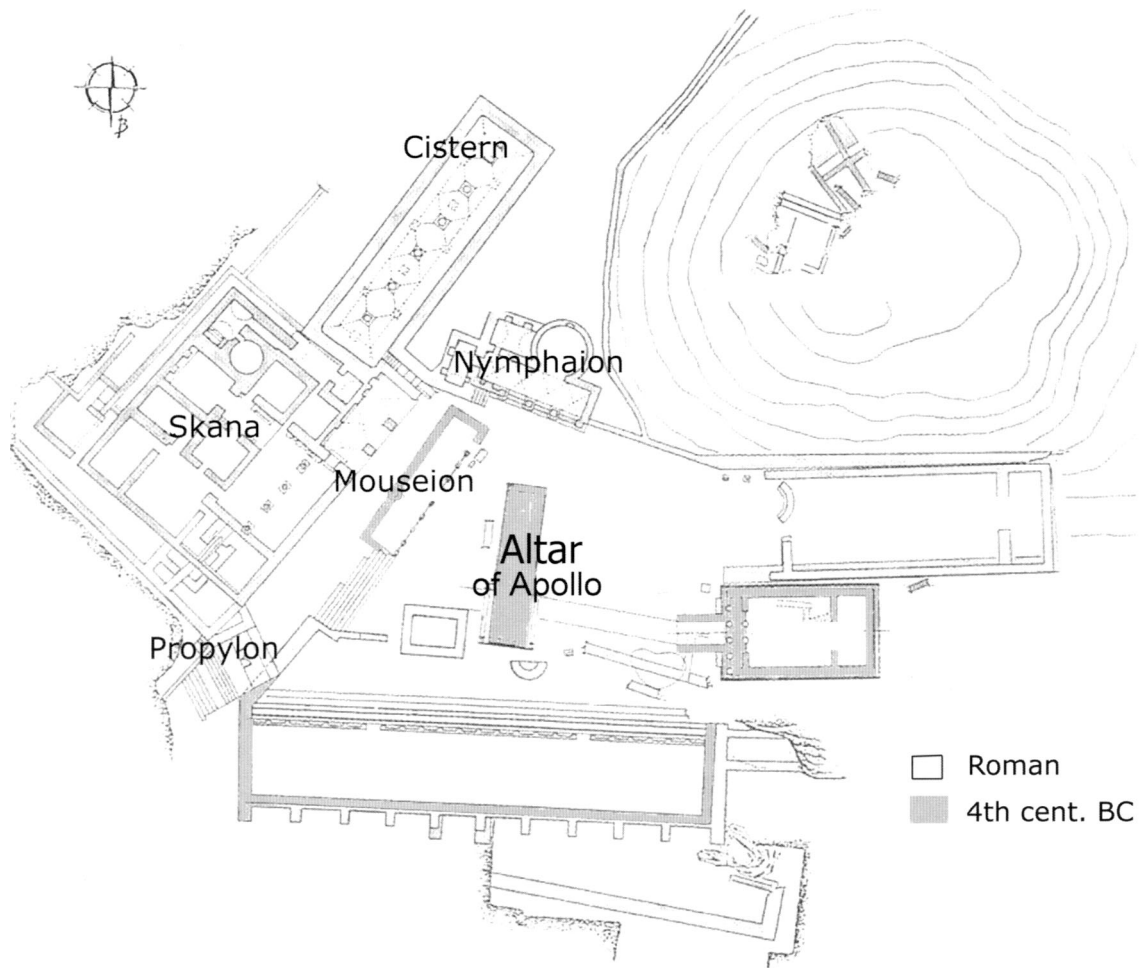 Cistern
Nymphaion
Skana
Mouseion
Altar
of Apollo
Propylon
Roman
4th cent. BC